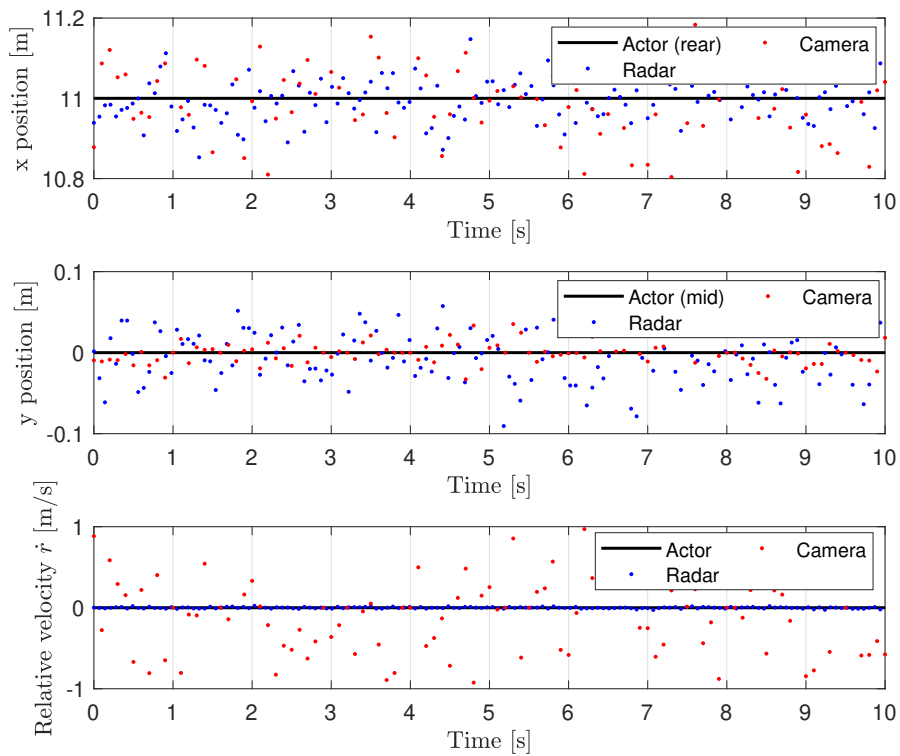 11.2
11
10.8
x position [m]
Actor (rear)
Radar
Camera
0 1 2 3 4 5 6 7 8 9 10
Time [s]
0.1
0
-0.1
y position [m]
Actor (mid)
Radar
Camera
0 1 2 3 4 5 6 7 8 9 10
Time [s]
1
0
-1
Relative velocity ṙ [m/s]
Actor
Radar
Camera
0 1 2 3 4 5 6 7 8 9 10
Time [s]